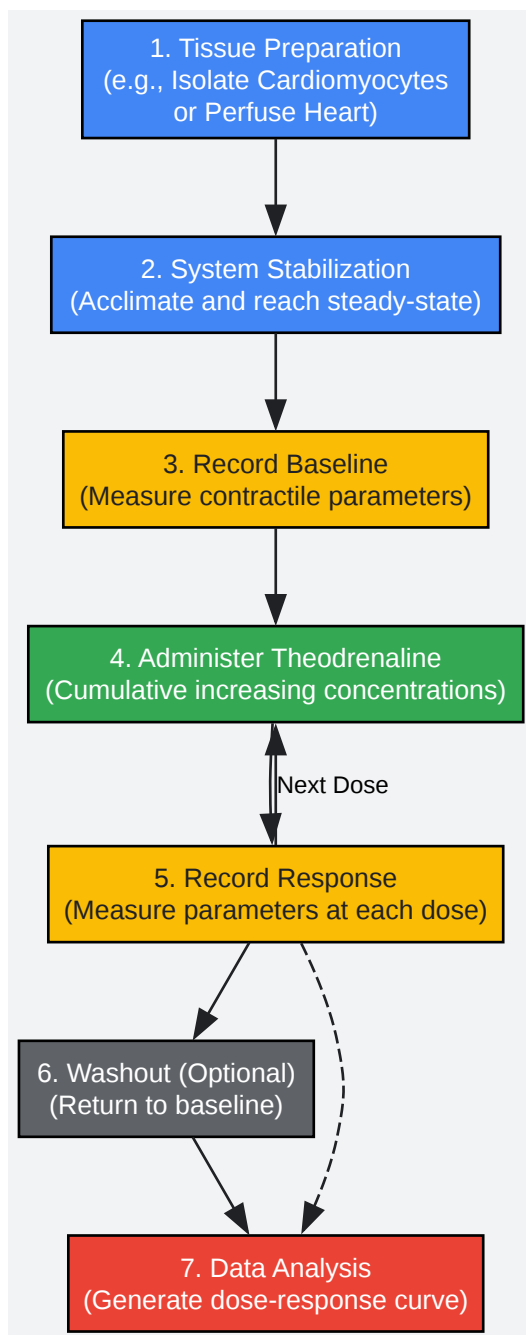 1. Tissue Preparation
(e.g., Isolate Cardiomyocytes
or Perfuse Heart)
2. System Stabilization
(Acclimate and reach steady-state)
3. Record Baseline
(Measure contractile parameters)
4. Administer Theodrenaline
(Cumulative increasing concentrations)
Next Dose
5. Record Response
(Measure parameters at each dose)
6. Washout (Optional)
(Return to baseline)
7. Data Analysis
(Generate dose-response curve)